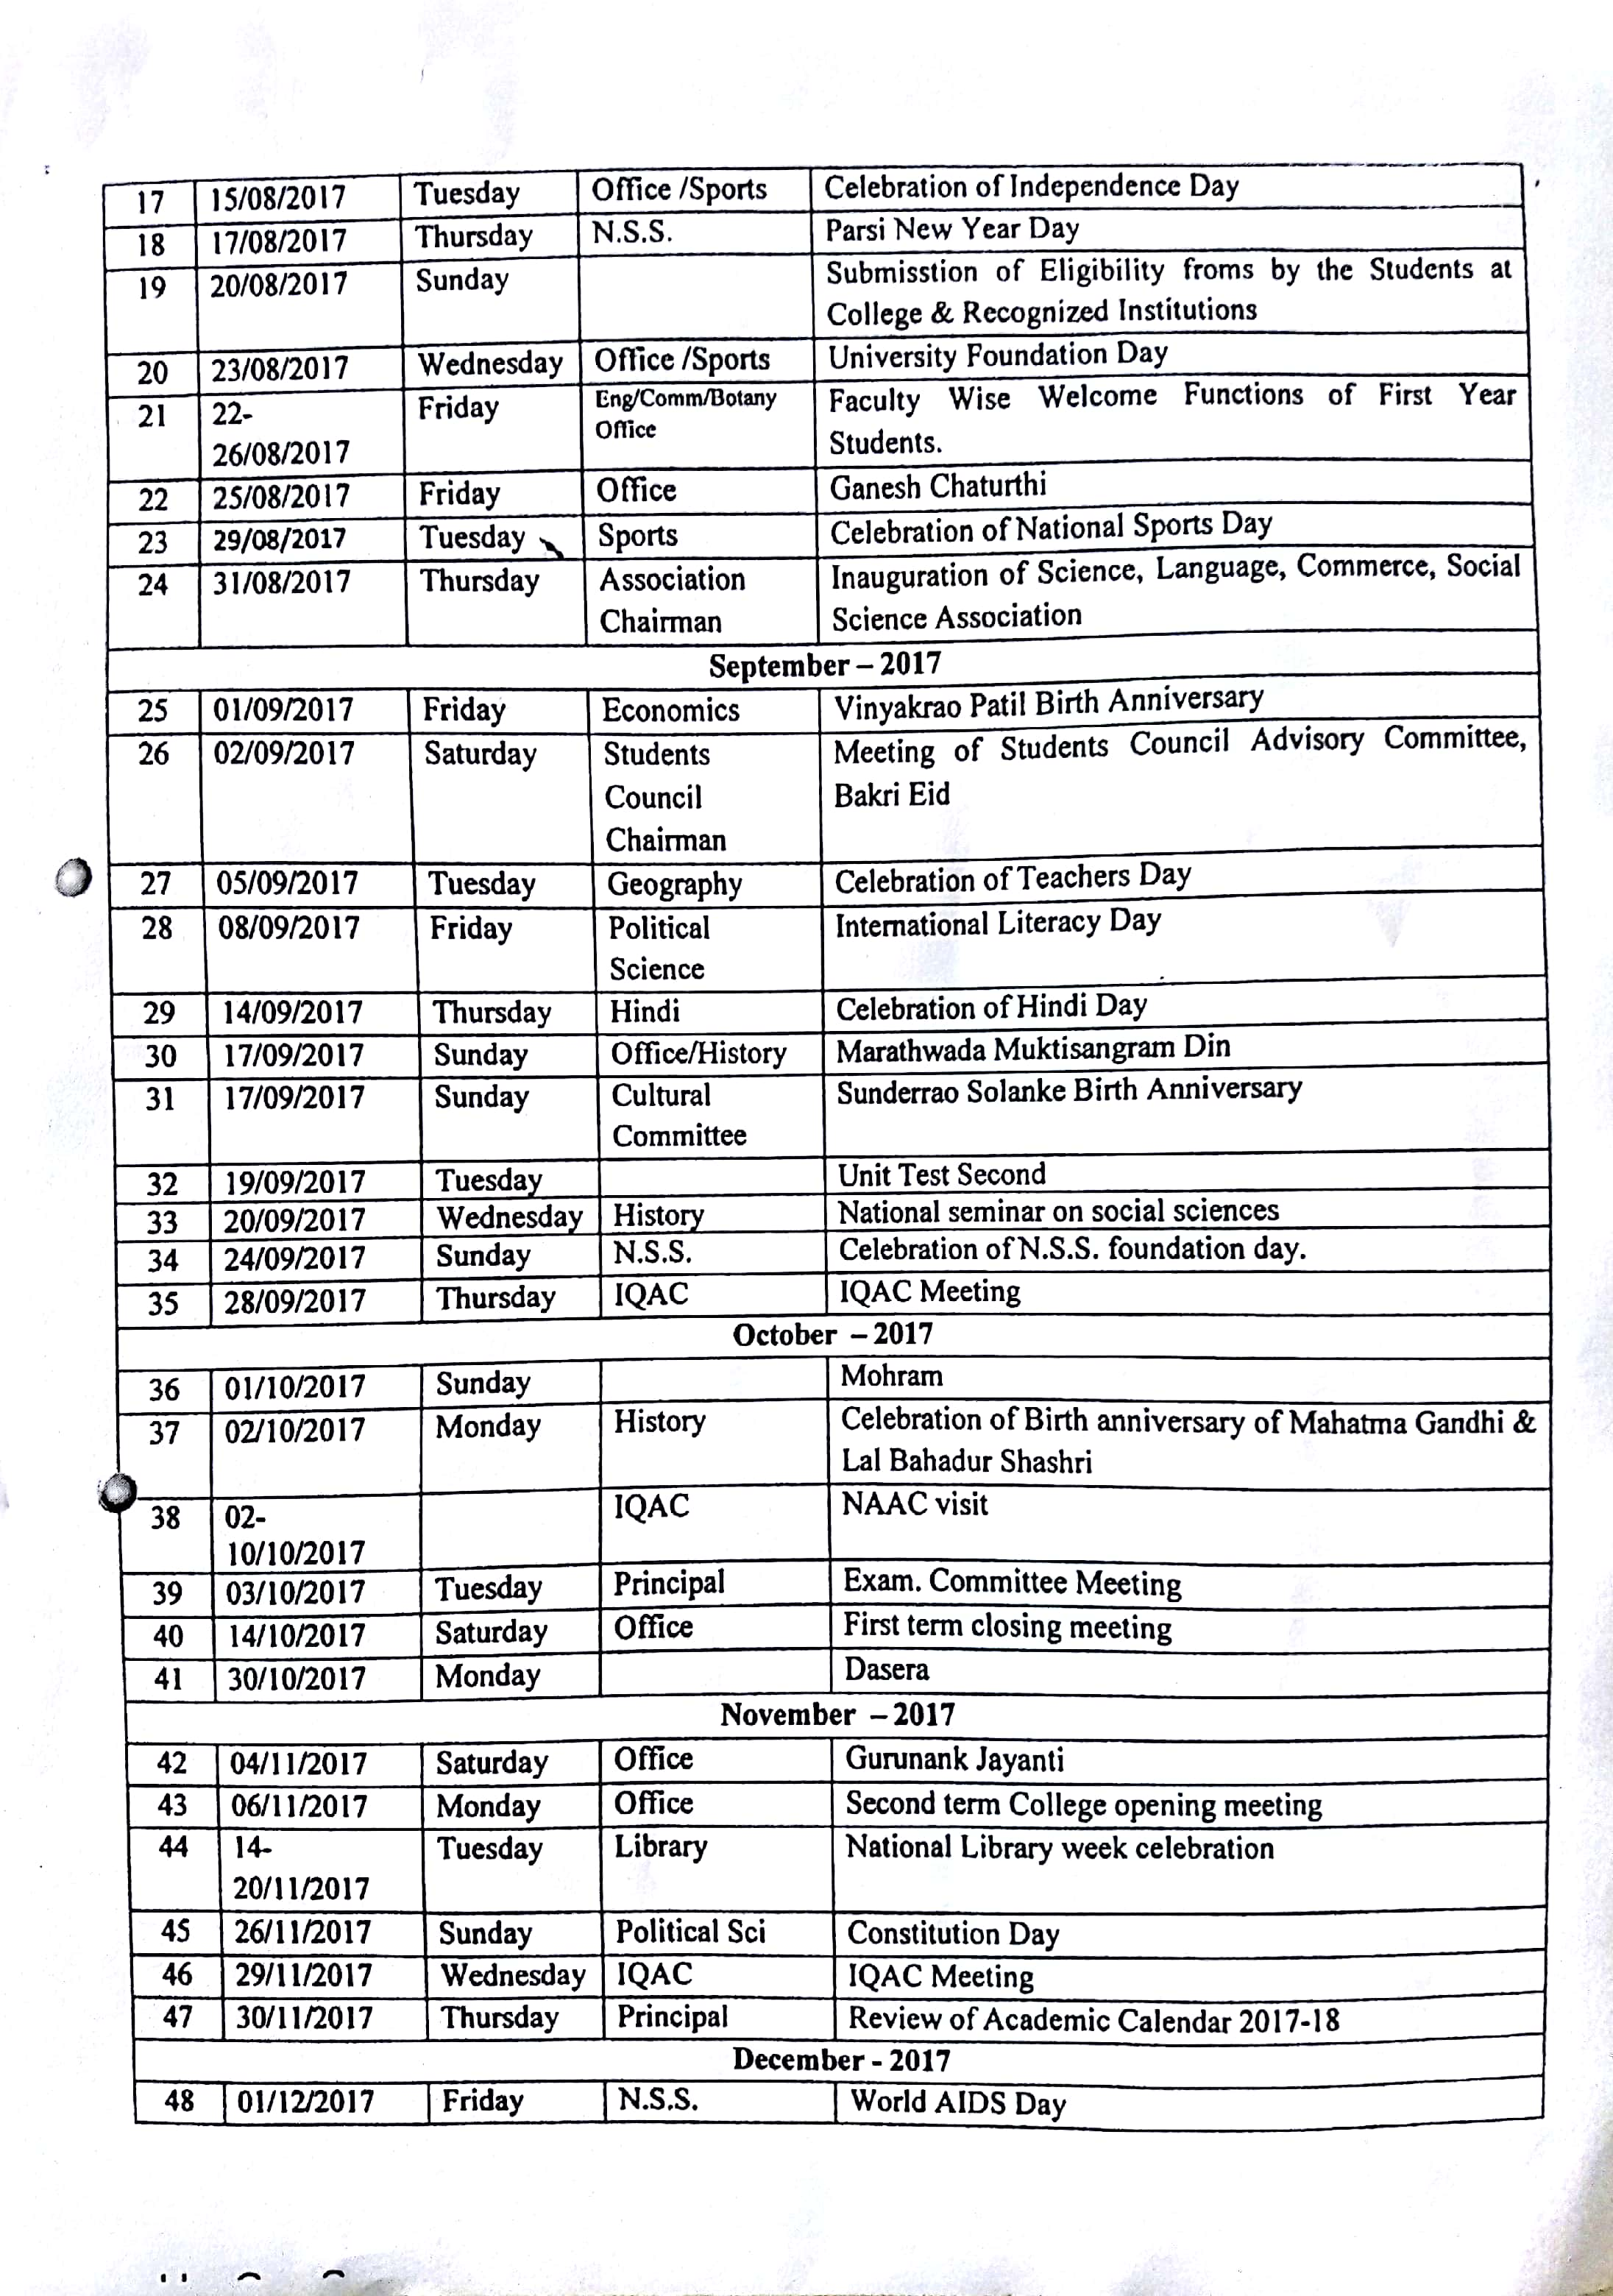 17 15/08/2017 Tuesday Office /Sports Celebration of Independence Day
18 17/08/2017 Thursday N.S.S. Parsi New Year Day
19 20/08/2017 Sunday Submisstion of Eligibility froms by the Students at
College & Recognized Institutions
20 23/08/2017 Wednesday Office /Sports University Foundation Day
21 22- Friday Eng/Comm/Botany Faculty Wise Welcome Functions of First Year
26/08/2017 Office Students.
22 25/08/2017 Friday Office Ganesh Chaturthi
23 29/08/2017 Tuesday Sports Celebration of National Sports Day
24 31/08/2017 Thursday Association Inauguration of Science, Language, Commerce, Social
Chairman Science Association
September – 2017
25 01/09/2017 Friday Economics Vinyakrao Patil Birth Anniversary
26 02/09/2017 Saturday Students Meeting of Students Council Advisory Committee,
Council Bakri Eid
Chairman
27 05/09/2017 Tuesday Geography Celebration of Teachers Day
28 08/09/2017 Friday Political International Literacy Day
Science
29 14/09/2017 Thursday Hindi Celebration of Hindi Day
30 17/09/2017 Sunday Office/History Marathwada Muktisangram Din
31 17/09/2017 Sunday Cultural Sunderrao Solanke Birth Anniversary
Committee
32 19/09/2017 Tuesday Unit Test Second
33 20/09/2017 Wednesday History National seminar on social sciences
34 24/09/2017 Sunday N.S.S. Celebration of N.S.S. foundation day.
35 28/09/2017 Thursday IQAC IQAC Meeting
October – 2017
36 01/10/2017 Sunday Mohram
37 02/10/2017 Monday History Celebration of Birth anniversary of Mahatma Gandhi &
Lal Bahadur Shashri
38 02- IQAC NAAC visit
10/10/2017
39 03/10/2017 Tuesday Principal Exam. Committee Meeting
40 14/10/2017 Saturday Office First term closing meeting
41 30/10/2017 Monday Dasera
November – 2017
42 04/11/2017 Saturday Office Gurunank Jayanti
43 06/11/2017 Monday Office Second term College opening meeting
44 14- Tuesday Library National Library week celebration
20/11/2017
45 26/11/2017 Sunday Political Sci Constitution Day
46 29/11/2017 Wednesday IQAC IQAC Meeting
47 30/11/2017 Thursday Principal Review of Academic Calendar 2017-18
December - 2017
48 01/12/2017 Friday N.S.S. World AIDS Day